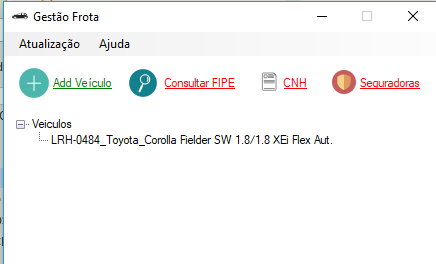 Gestão Frota
Atualização Ajuda
Add Veículo Consultar FIPE CNH Seguradoras
Veiculos
LRH-0484_Toyota_Corolla Fielder SW 1.8/1.8 XEi Flex Aut.